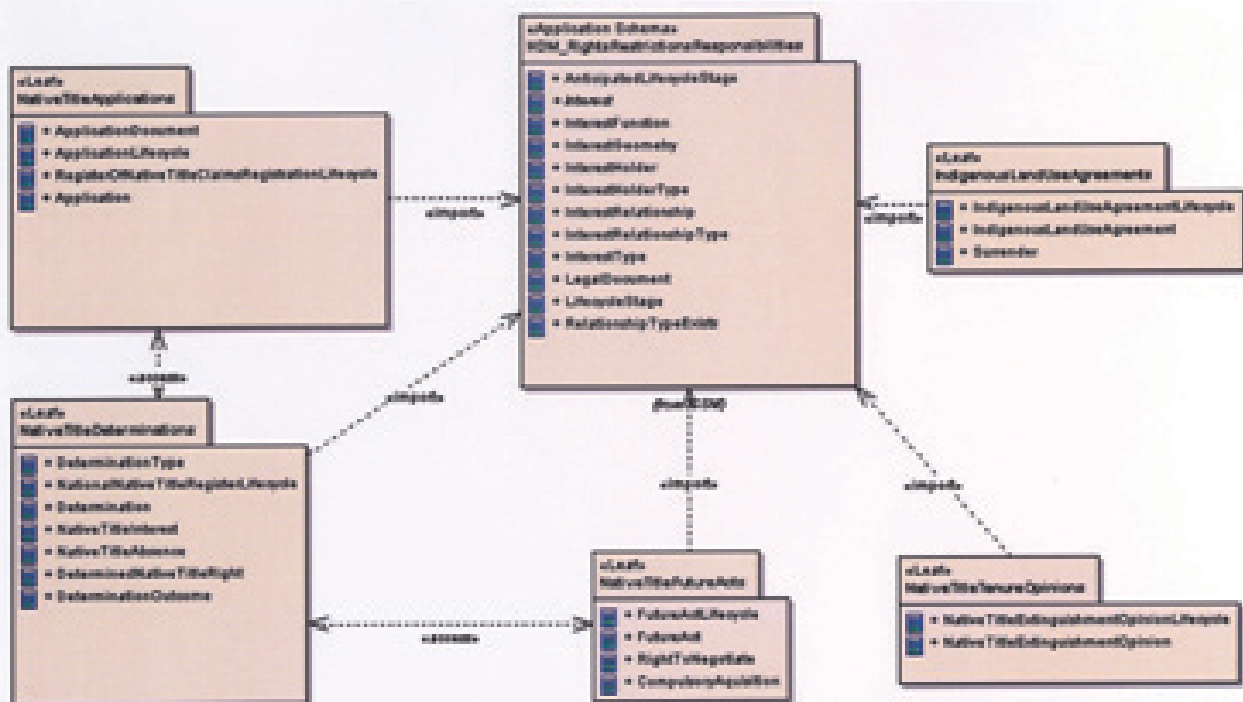 «Leaf»
NativeTitleApplications
+ ApplicationDocument
+ ApplicationLifecycle
+ RegisterOfNativeTitleClaimsRegistrationLifecycle
+ Application
«Application Schema»
RightsRestrictionsResponsibilities
+ AnticipatedLifecycleStage
+ Interest
+ InterestFunction
+ InterestGeometry
+ InterestHolder
+ InterestHolderType
+ InterestRelationship
+ InterestRelationshipType
+ InterestType
+ LegalDocument
+ LifecycleStage
+ RelationshipTypeExists
«Leaf»
IndigenousLandUseAgreements
+ IndigenousLandUseAgreementLifecycle
+ IndigenousLandUseAgreement
+ Surrender
«import»
«import»
«access»
«import»
«Leaf»
NativeTitleDeterminations
+ DeterminationType
+ NationalNativeTitleRegisterLifecycle
+ Determination
+ NativeTitleInterest
+ NativeTitleAbsence
+ DeterminedNativeTitleRight
+ DeterminationOutcome
«import»
«import»
«access»
«Leaf»
NativeTitleFutureActs
+ FutureActLifecycle
+ FutureAct
+ RightToNegotiate
+ CompulsoryAquisition
«Leaf»
NativeTitleTenureOpinions
+ NativeTitleExtinguishmentOpinionLifecycle
+ NativeTitleExtinguishmentOpinion